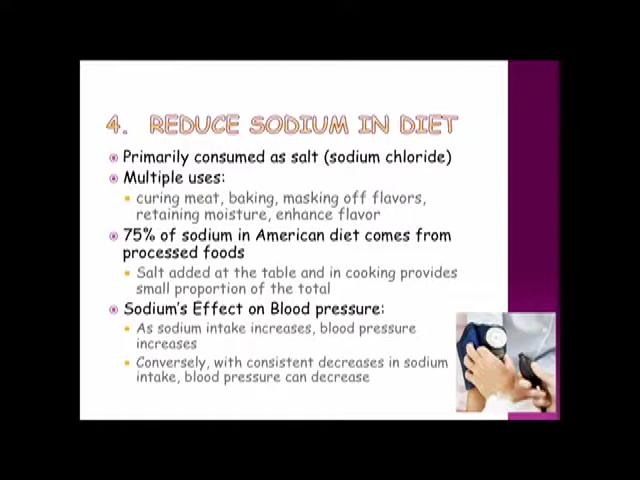 4. REDUCE SODIUM IN DIET
Primarily consumed as salt (sodium chloride)
Multiple uses:
curing meat, baking, masking off flavors,
retaining moisture, enhance flavor
75% of sodium in American diet comes from
processed foods
Salt added at the table and in cooking provides
small proportion of the total
Sodium's Effect on Blood pressure:
As sodium intake increases, blood pressure
increases
Conversely, with consistent decreases in sodium
intake, blood pressure can decrease